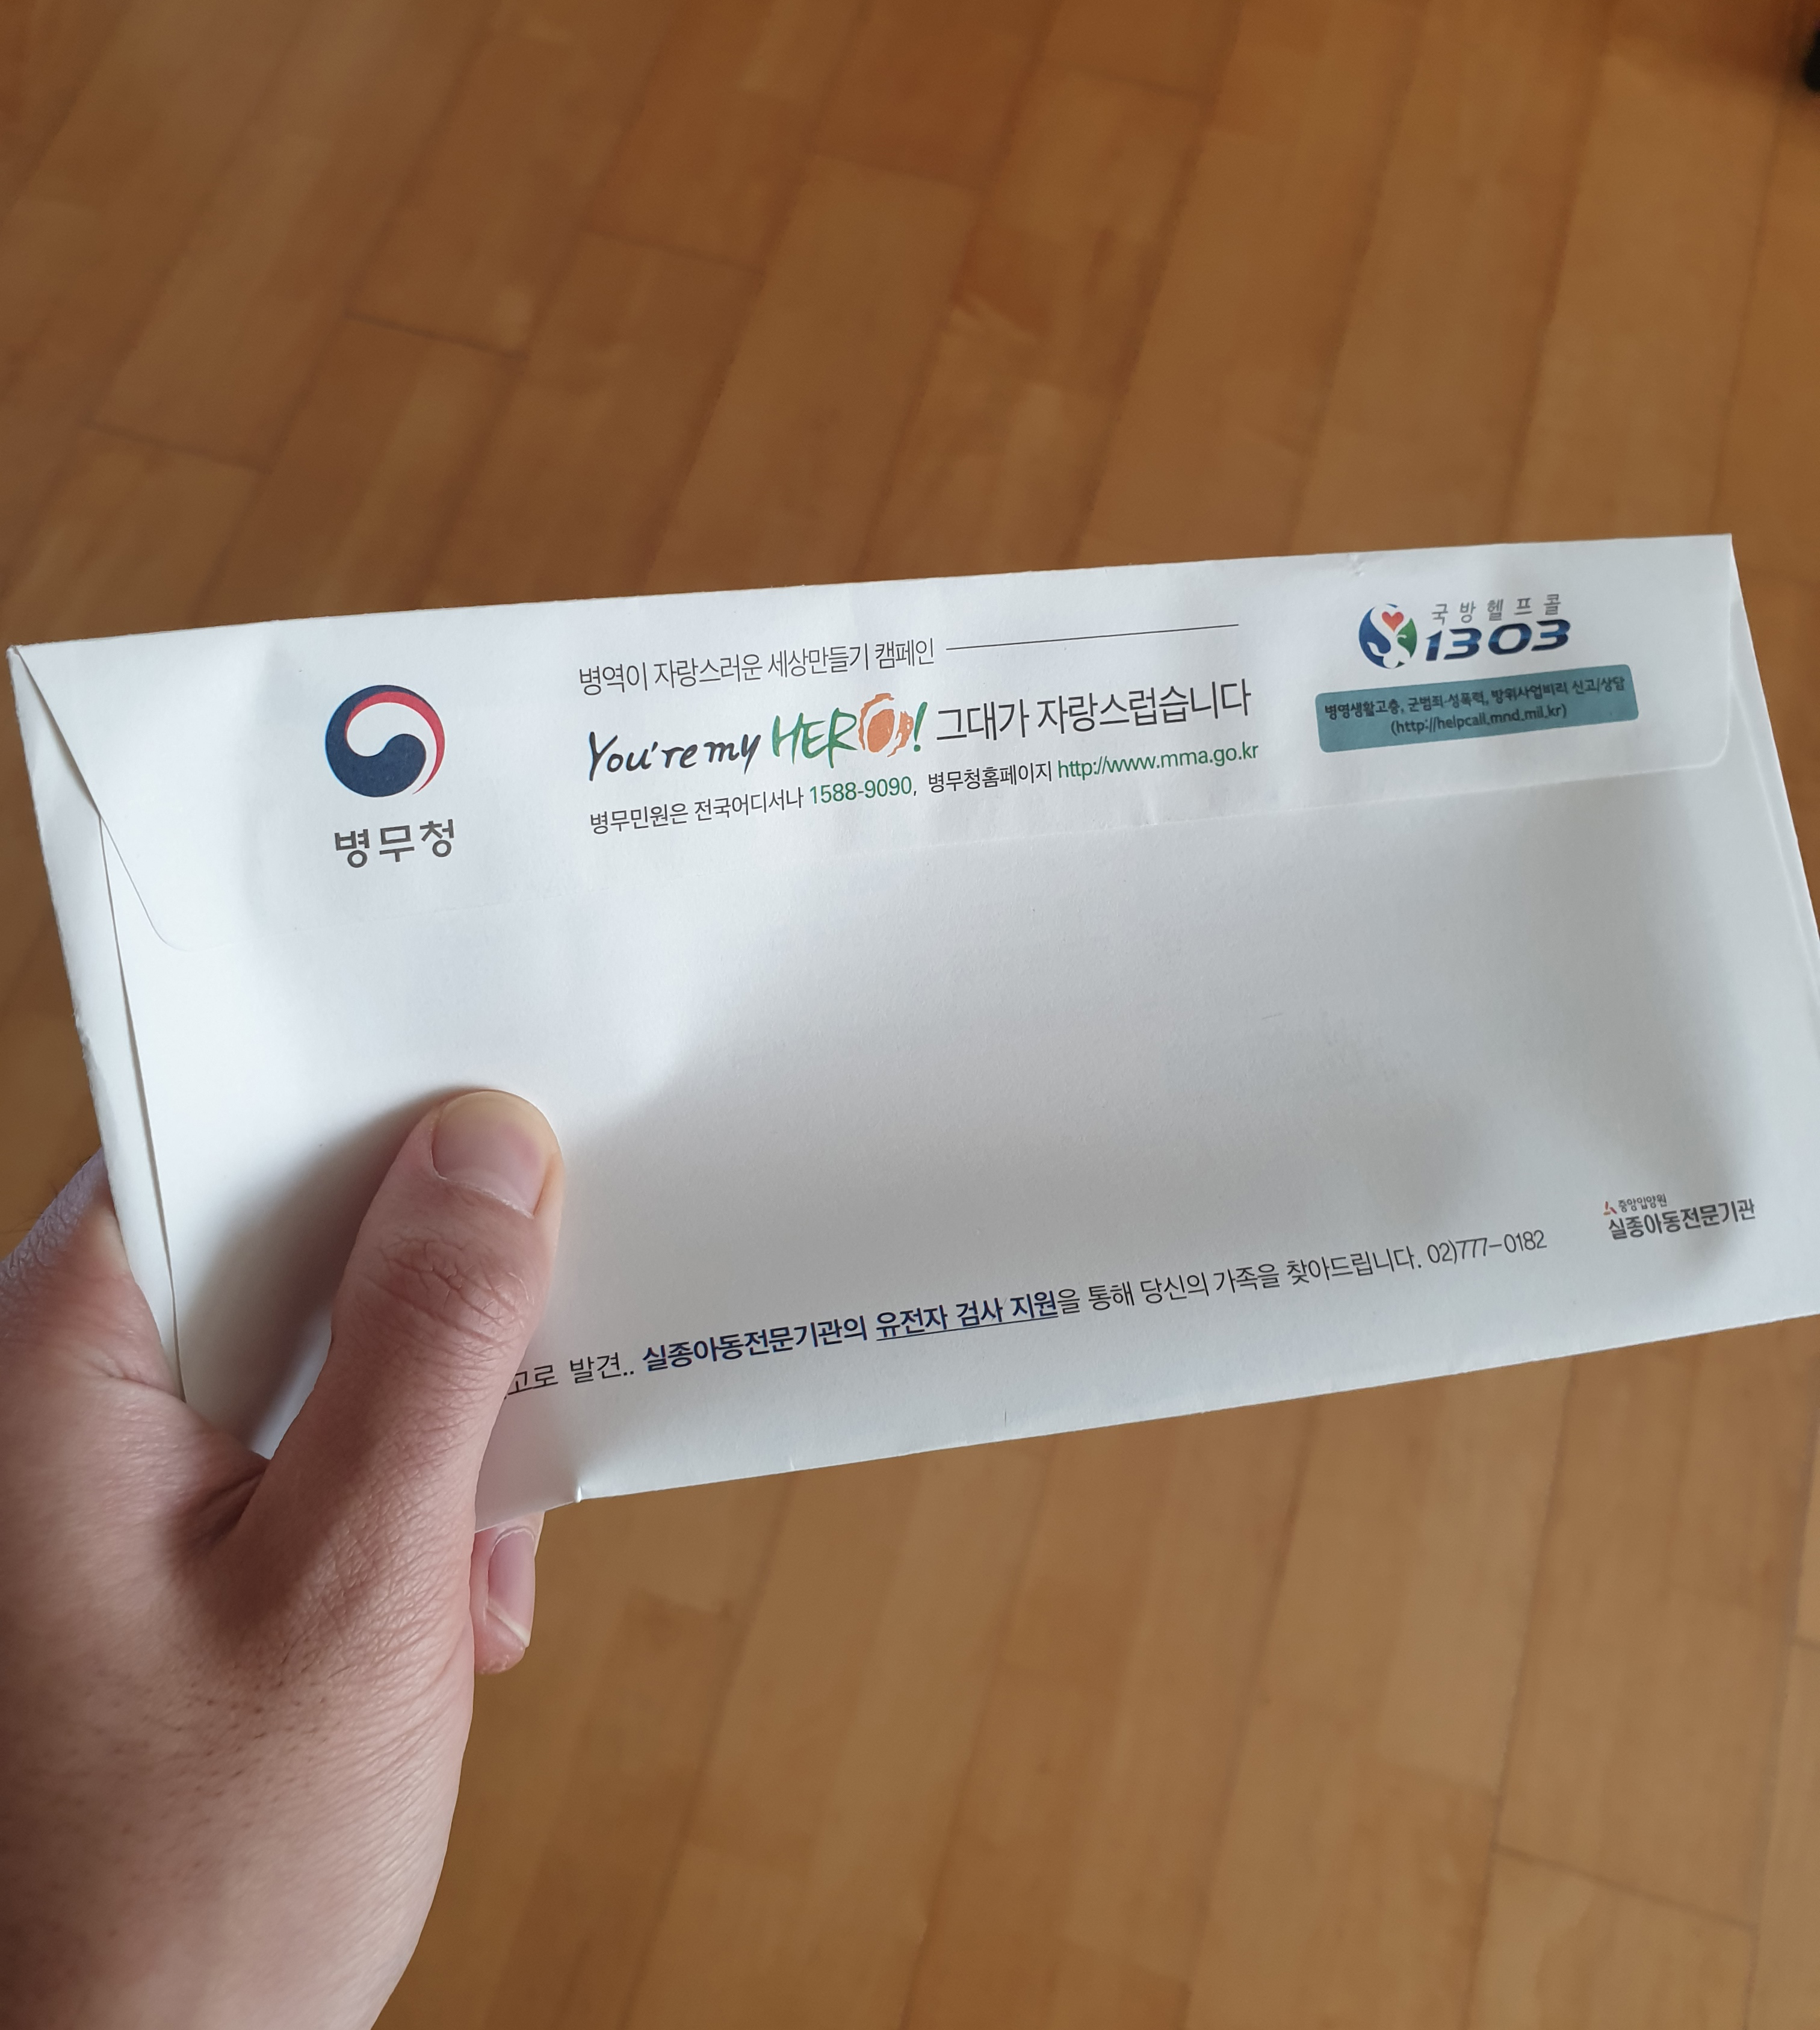 병무청
병역이 자랑스러운 세상만들기 캠페인
You're my HERO! 그대가 자랑스럽습니다
병무민원은 전국어디서나 1588-9090, 병무청홈페이지 http://www.mma.go.kr
국방헬프콜
1303
병영생활고충, 군범죄·성폭력, 방위사업비리 신고/상담
(http://helpcall.mnd.mil.kr)
발견.. 실종아동전문기관의 유전자 검사 지원을 통해 당신의 가족을 찾아드립니다. 02)777-0182
중앙입양원
실종아동전문기관